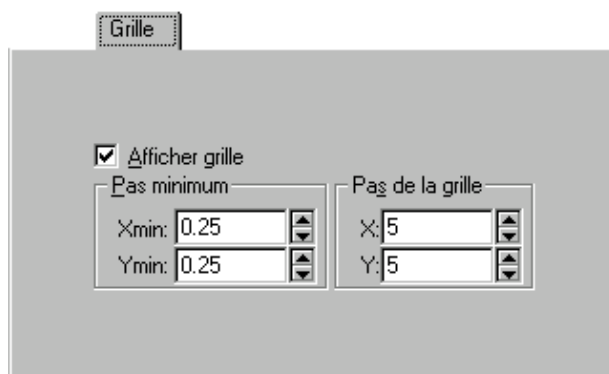 Grille
Afficher grille
Pas minimum
Xmin: 0.25
Ymin: 0.25
Pas de la grille
X: 5
Y: 5